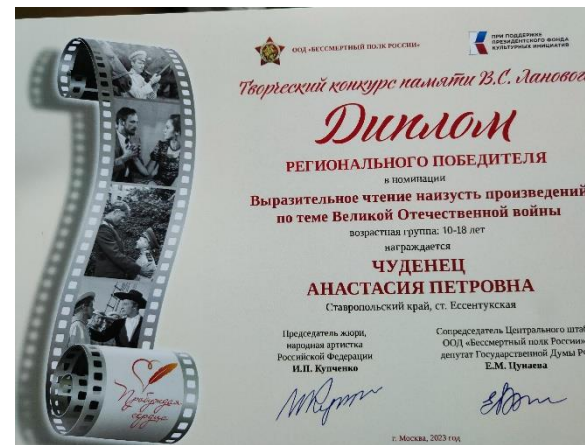 ООД «БЕССМЕРТНЫЙ ПОЛК РОССИИ»
ПРИ ПОДДЕРЖКЕ
ПРЕЗИДЕНТСКОГО ФОНДА
КУЛЬТУРНЫХ ИНИЦИАТИВ
Творческий конкурс памяти В.С. Ланового
Диплом
РЕГИОНАЛЬНОГО ПОБЕДИТЕЛЯ
в номинации
Выразительное чтение наизусть произведений
по теме Великой Отечественной войны
возрастная группа: 10-18 лет
награждается
ЧУДЕНЕЦ
АНАСТАСИЯ ПЕТРОВНА
Ставропольский край, ст. Ессентукская
Председатель жюри,
народная артистка
Российской Федерации
И.П. Купченко
Сопредседатель Центрального штаба
ООД «Бессмертный полк России»
депутат Государственной Думы РФ
Е.М. Цунаева
Пробуждая
сердца
г. Москва, 2023 год